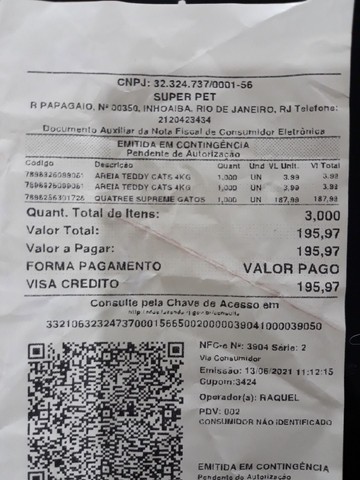 CNPJ: 32.324.737/0001-56
SUPER PET
R PAPAGAIO, Nº 00350, INHOAIBA, RIO DE JANEIRO, RJ Telefone:
2120423434
Documento Auxiliar da Nota Fiscal de Consumidor Eletrônica
EMITIDA EM CONTINGÊNCIA
Pendente de Autorização
Código Descrição Quant Und VL Unit. Vl Total
AREIA TEDDY CATS 4KG 1,000 UN 3.99 3.99
AREIA TEDDY CATS 4KG 1,000 UN 3.99 3.99
QUATREE SUPREME GATOS 1,000 UN 187,99 187,99
Quant. Total de Itens: 3,000
Valor Total: 195,97
Valor a Pagar: 195,97
FORMA PAGAMENTO VALOR PAGO
VISA CREDITO 195,97
Consulte pela Chave de Acesso em
NFC-e Nº: 3904 Série: 2
Via Consumidor
Emissão: 13/06/2021 11:12:15
Cupom:3424
Operador(a): RAQUEL
PDV: 002
CONSUMIDOR NÃO IDENTIFICADO
EMITIDA EM CONTINGÊNCIA
Pendente de Autorização